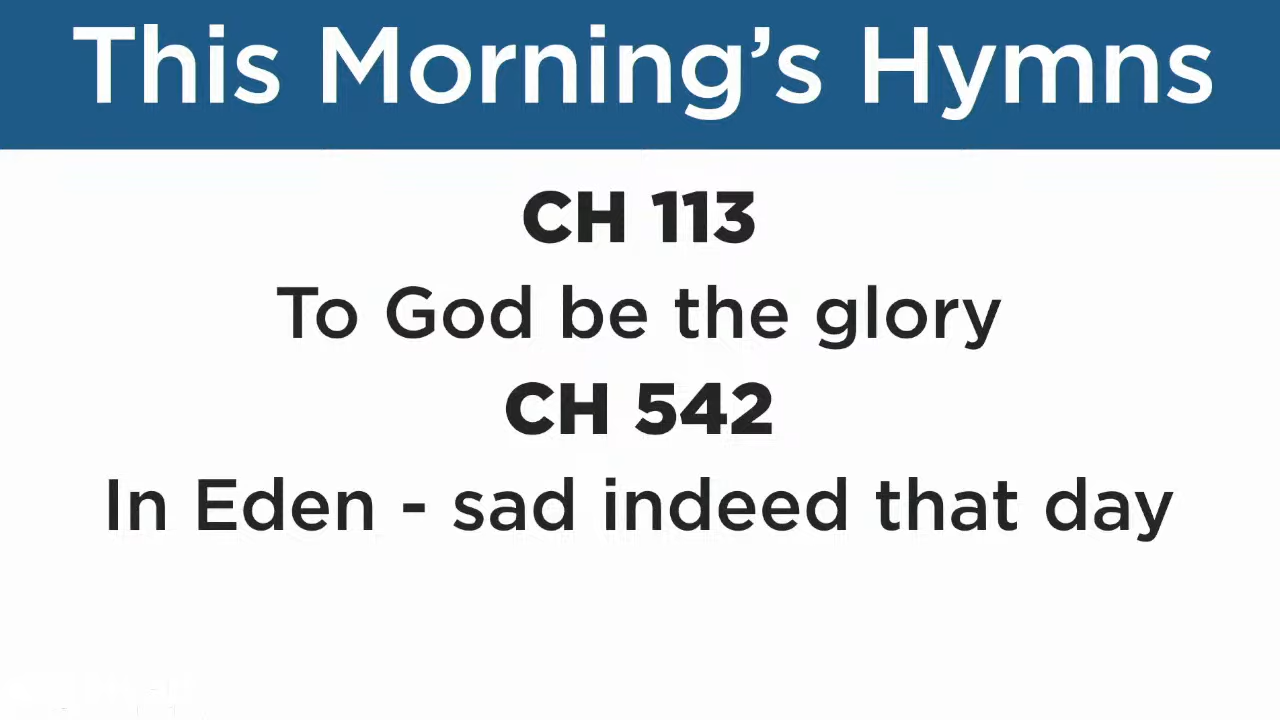 This Morning’s Hymns
CH 113
To God be the glory
CH 542
In Eden - sad indeed that day